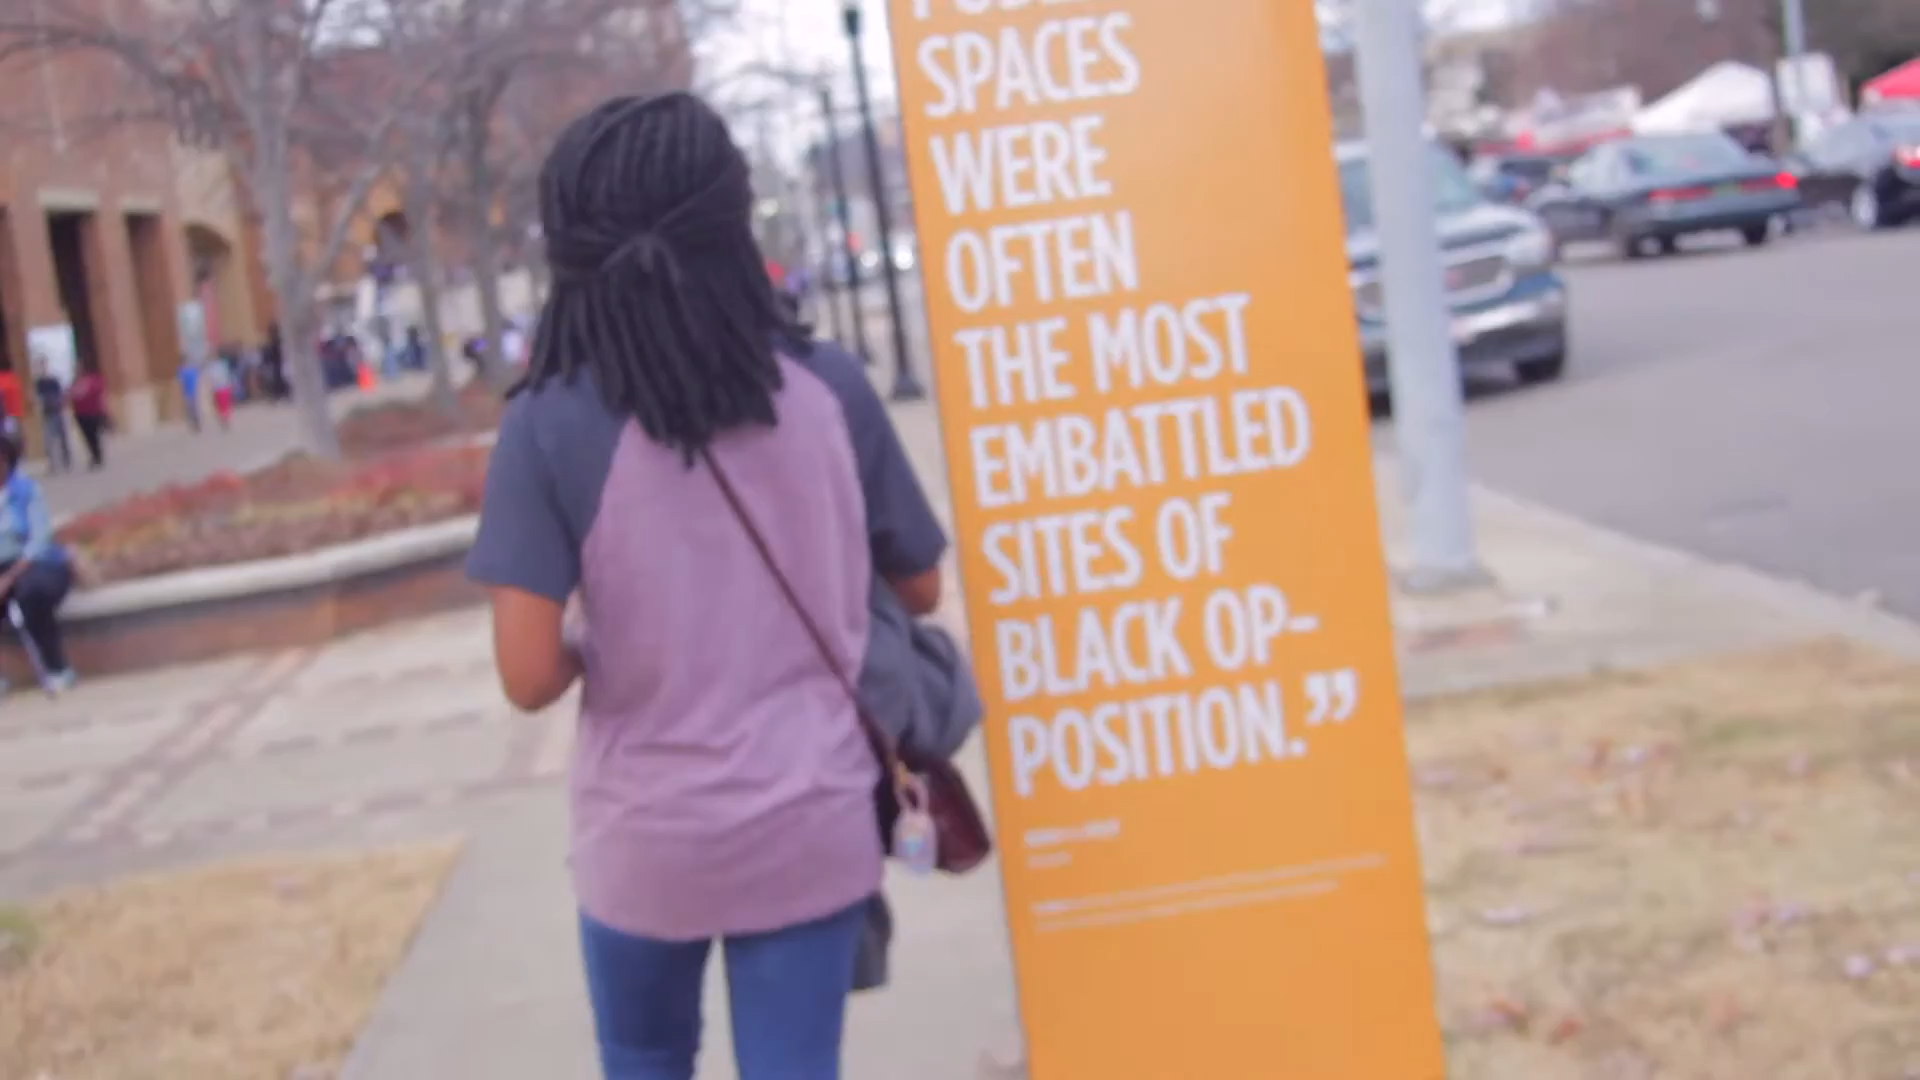 SPACES
WERE
OFTEN
THE MOST
EMBATTLED
SITES OF
BLACK OP-
POSITION.”